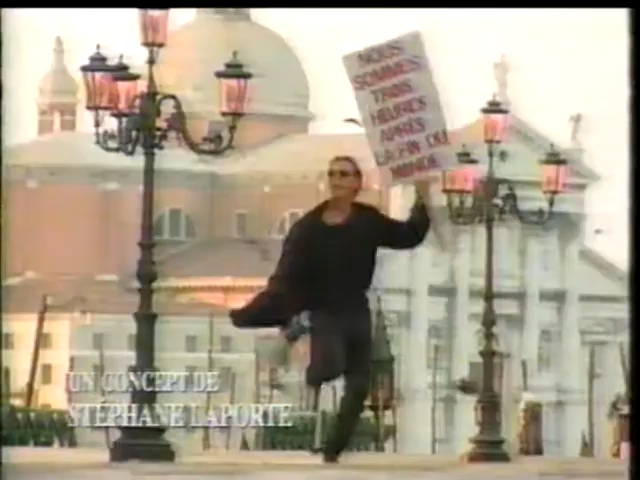 NOUS
SOMMES
TROIS
HEURES
APRÈS
LA FIN DU
MONDE
UN CONCEPT DE
STÉPHANE LAPORTE